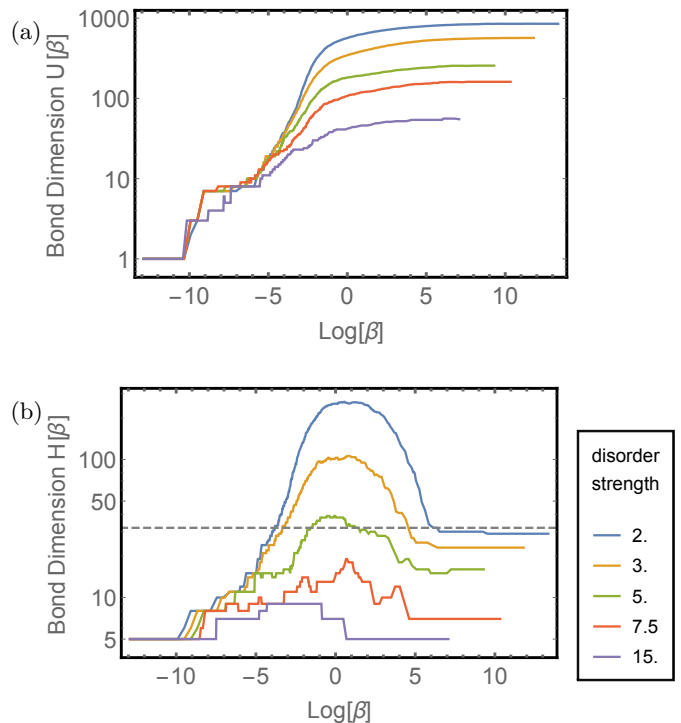 (a)
Bond Dimension U[β]
1000
100
10
1
−10 −5 0 5 10
Log[β]
(b)
Bond Dimension H[β]
100
50
10
5
−10 −5 0 5 10
Log[β]
disorder
strength
2.
3.
5.
7.5
15.